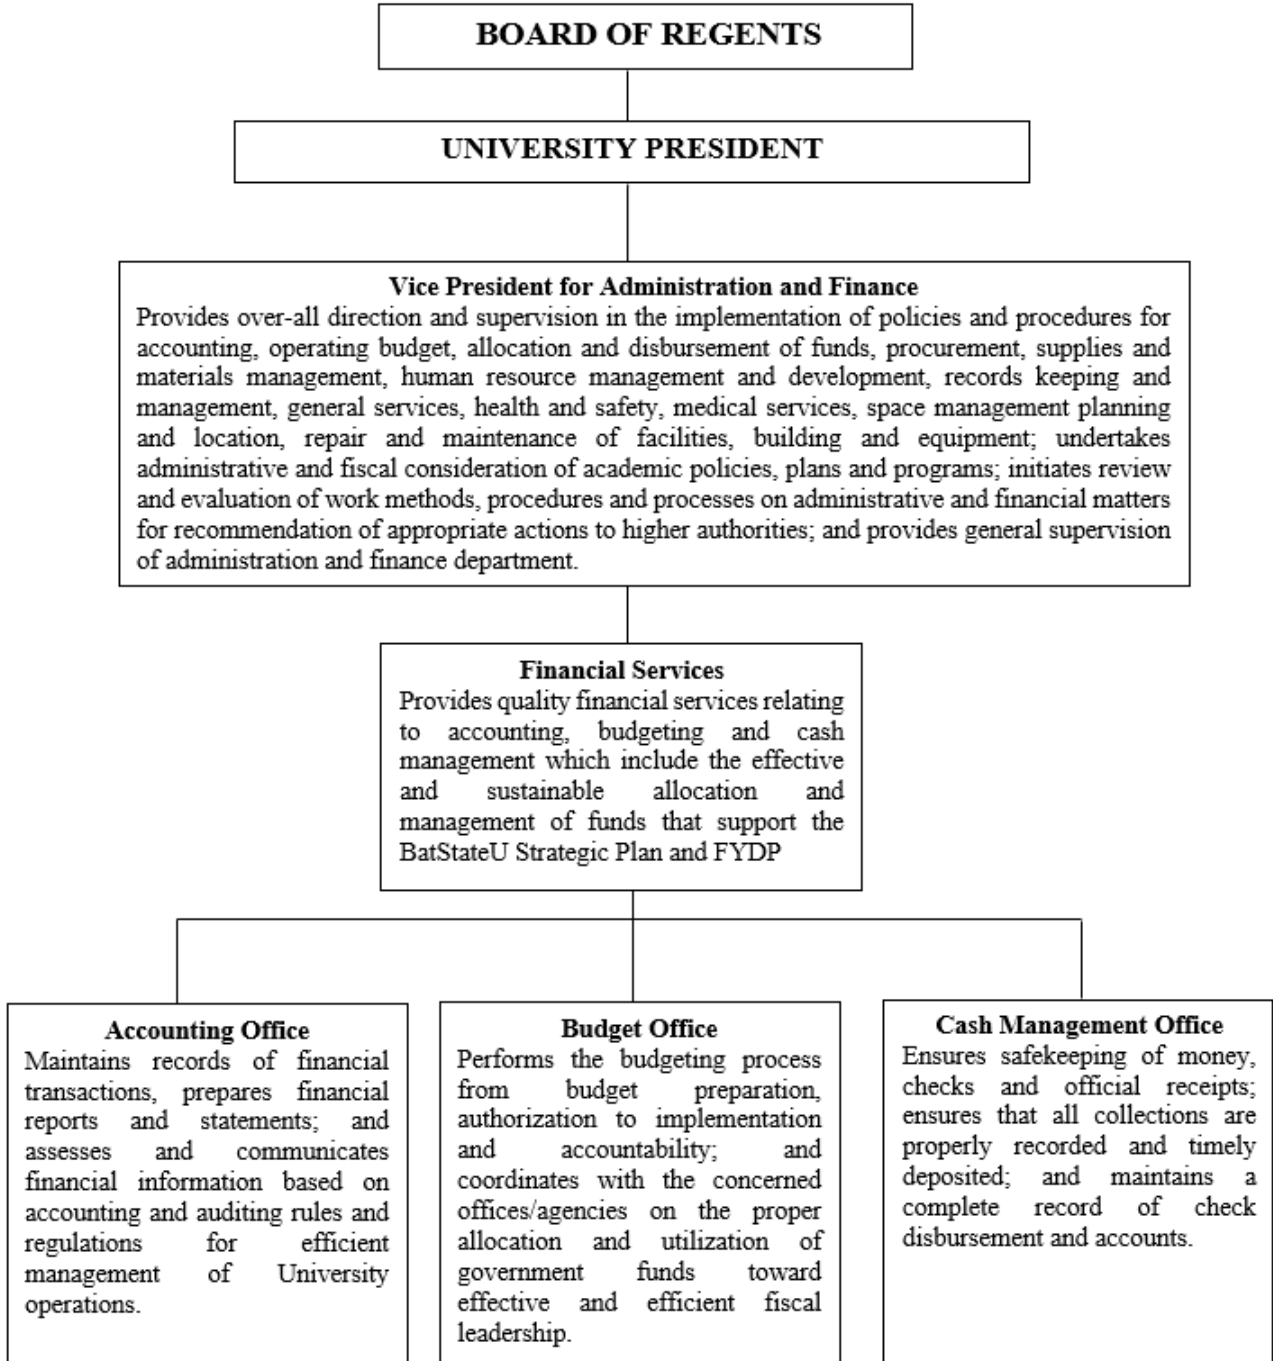 BOARD OF REGENTS
UNIVERSITY PRESIDENT
Vice President for Administration and Finance
Provides over-all direction and supervision in the implementation of policies and procedures for
accounting, operating budget, allocation and disbursement of funds, procurement, supplies and
materials management, human resource management and development, records keeping and
management, general services, health and safety, medical services, space management planning
and location, repair and maintenance of facilities, building and equipment; undertakes
administrative and fiscal consideration of academic policies, plans and programs; initiates review
and evaluation of work methods, procedures and processes on administrative and financial matters
for recommendation of appropriate actions to higher authorities; and provides general supervision
of administration and finance department.
Financial Services
Provides quality financial services relating
to accounting, budgeting and cash
management which include the effective
and sustainable allocation and
management of funds that support the
BatStateU Strategic Plan and FYDP
Accounting Office
Maintains records of financial
transactions, prepares financial
reports and statements; and
assesses and communicates
financial information based on
accounting and auditing rules and
regulations for efficient
management of University
operations.
Budget Office
Performs the budgeting process
from budget preparation,
authorization to implementation
and accountability; and
coordinates with the concerned
offices/agencies on the proper
allocation and utilization of
government funds toward
effective and efficient fiscal
leadership.
Cash Management Office
Ensures safekeeping of money,
checks and official receipts;
ensures that all collections are
properly recorded and timely
deposited; and maintains a
complete record of check
disbursement and accounts.